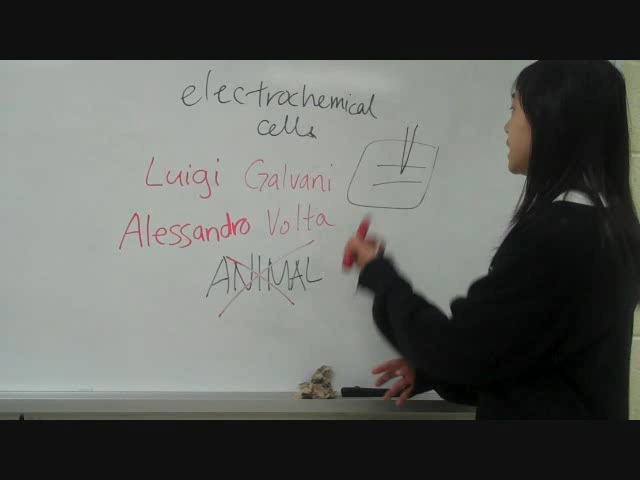 electrochemical
cells
Luigi Galvani
Alessandro Volta
ANIMAL